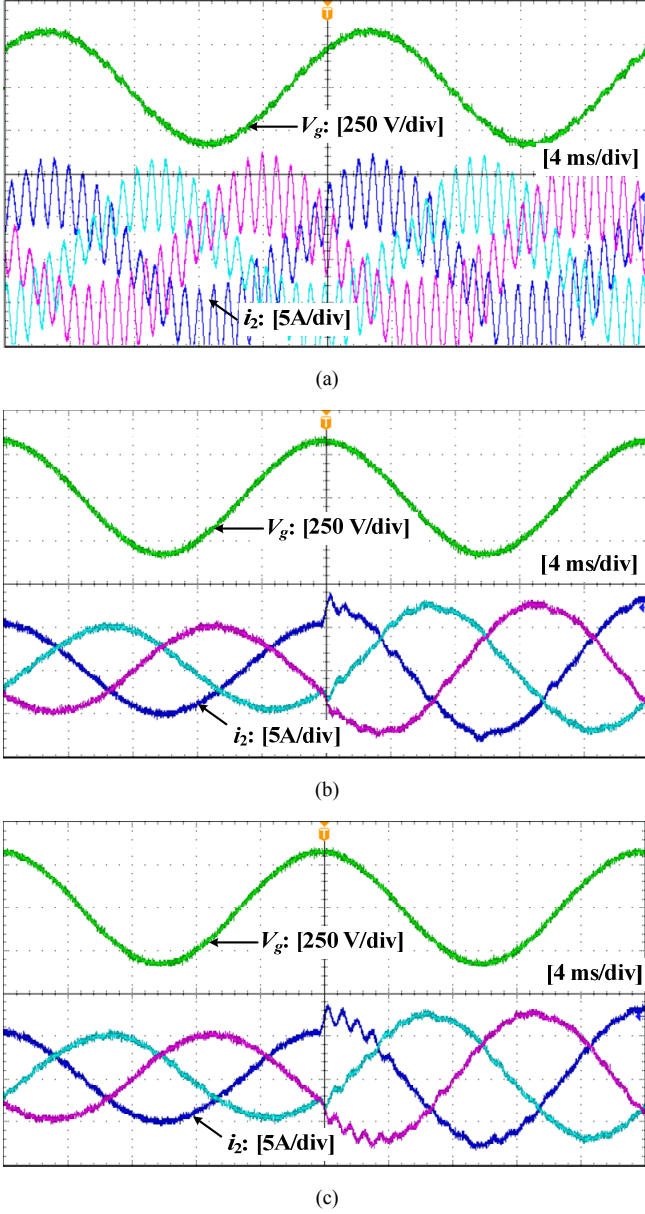 T
Vg: [250 V/div]
[4 ms/div]
i2: [5A/div]
(a)
T
Vg: [250 V/div]
[4 ms/div]
i2: [5A/div]
(b)
T
Vg: [250 V/div]
[4 ms/div]
i2: [5A/div]
(c)